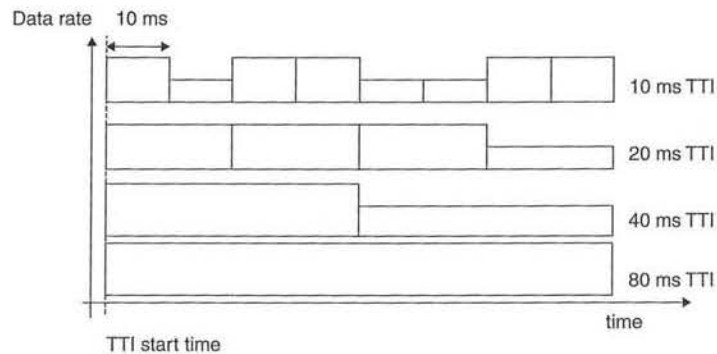 Data rate
10 ms
10 ms TTI
20 ms TTI
40 ms TTI
80 ms TTI
time
TTI start time